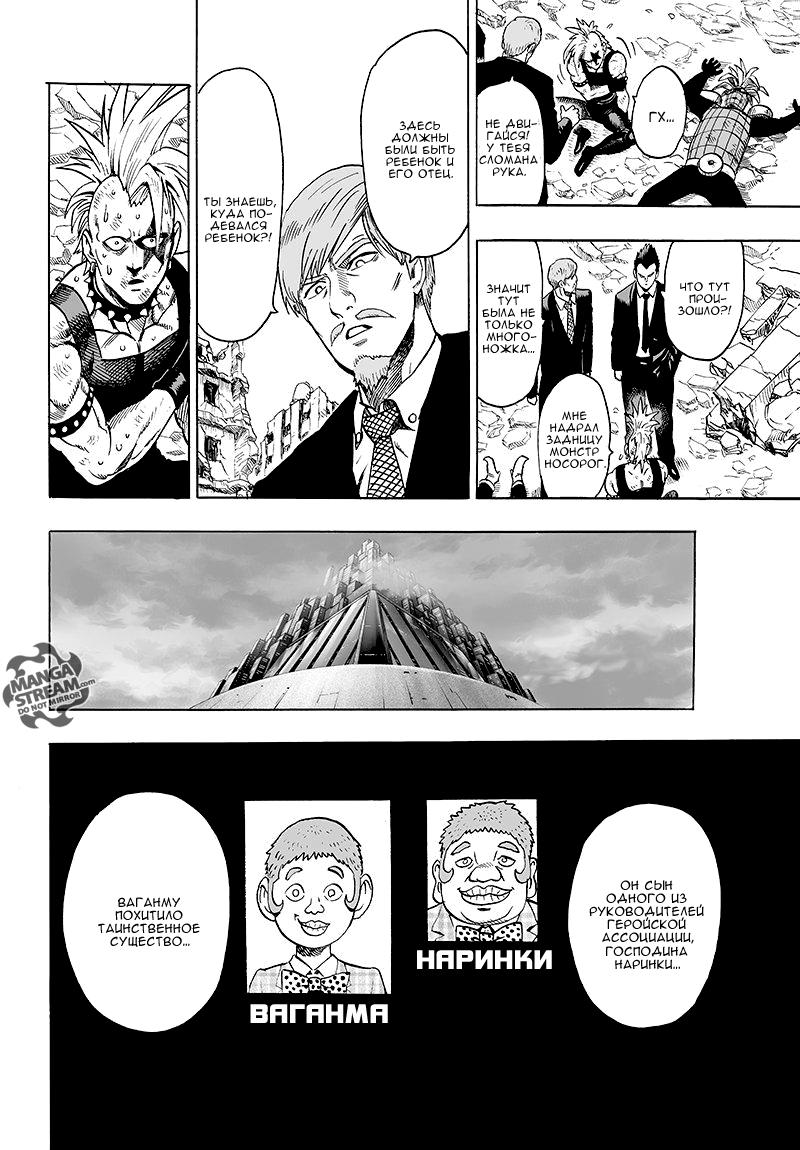 ГХ...
НЕ ДВИ-
ГАЙСЯ!
У ТЕБЯ
СЛОМАНА
РУКА.
ЧТО ТУТ
ПРОИ-
ЗОШЛО?!
ЗНАЧИТ
ТУТ
БЫЛА НЕ
ТОЛЬКО
МНОГО-
НОЖКА...
МНЕ
НАДРАЛ
ЗАДНИЦУ
МОНСТР
НОСОРОГ.
ЗДЕСЬ
ДОЛЖНЫ
БЫЛИ БЫТЬ
РЕБЕНОК И
ЕГО ОТЕЦ.
ТЫ ЗНАЕШЬ,
КУДА ПО-
ДЕВАЛСЯ
РЕБЕНОК?!
MANGA
STREAM.com
DO NOT MIRROR!
ОН СЫН
ОДНОГО ИЗ
РУКОВОДИТЕЛЕЙ
ГЕРОЙСКОЙ
АССОЦИАЦИИ,
ГОСПОДИНА
НАРИНКИ...
НАРИНКИ
ВАГАНМА
ВАГАНМУ
ПОХИТИЛО
ТАИНСТВЕННОЕ
СУЩЕСТВО...